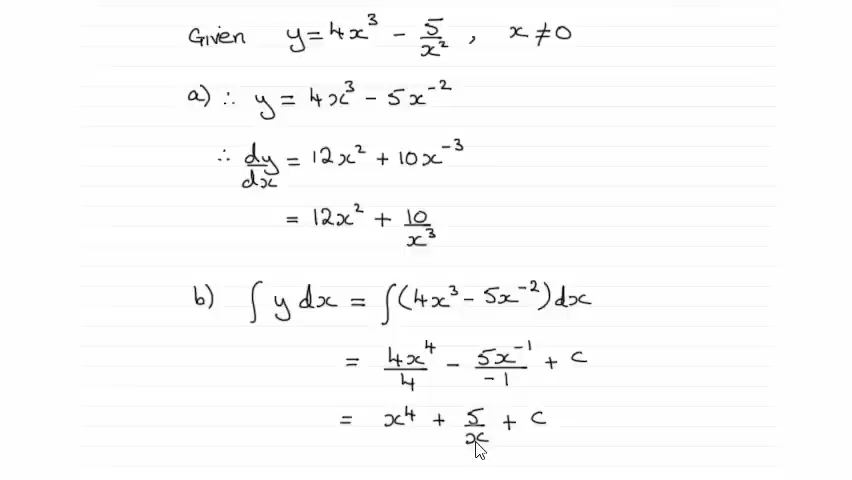 Given y = 4x³ - 5/x², x ≠ 0
a) ∴ y = 4x³ - 5x⁻²
∴ dy/dx = 12x² + 10x⁻³
= 12x² + 10/x³
b) ∫ y dx = ∫(4x³ - 5x⁻²)dx
= 4x⁴/4 - 5x⁻¹/-1 + c
= x⁴ + 5/x + c